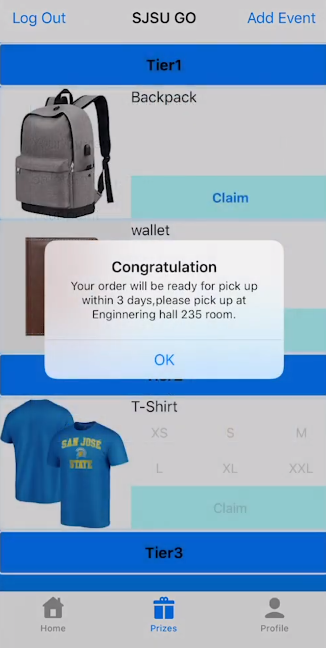 Log Out
SJSU GO
Add Event
Tier1
Backpack
Claim
wallet
Congratulation
Your order will be ready for pick up
within 3 days,please pick up at
Enginnering hall 235 room.
OK
T-Shirt
SAN JOSE
STATE
XS
S
M
L
XL
XXL
Claim
Tier3
Home
Prizes
Profile